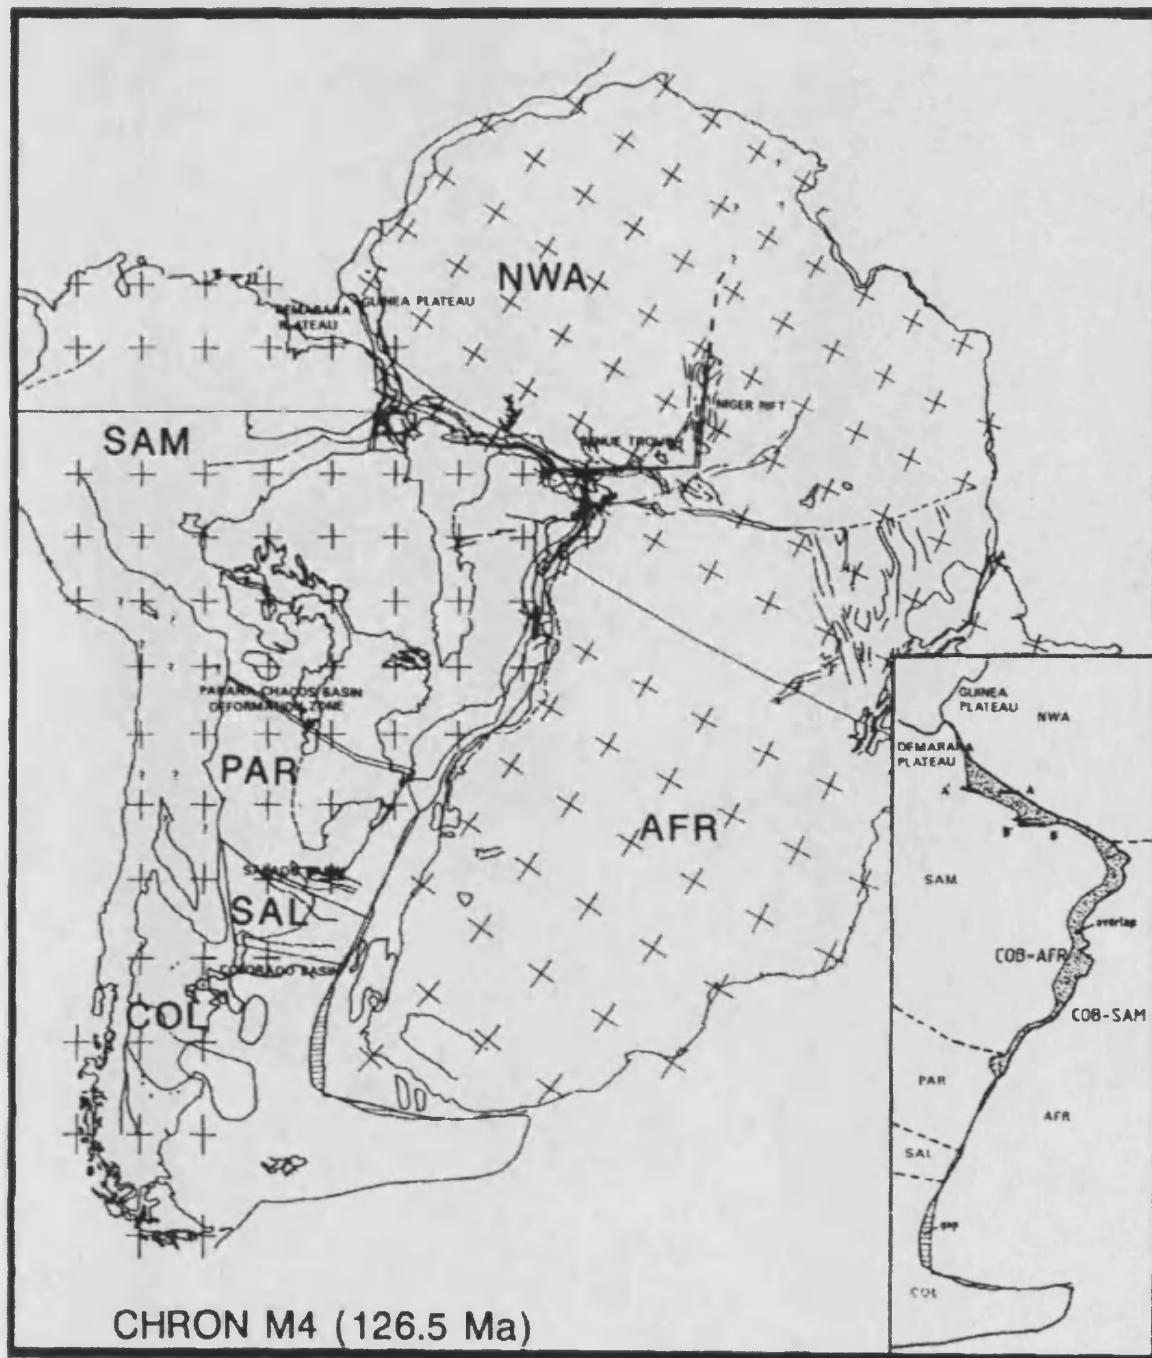 NWA
GUINEA PLATEAU
DEMARARA
PLATEAU
NIGER RIFT
BENUE TROUGH
SAM
PARANA CHACOS BASIN
DEFORMATION ZONE
PAR
AFR
SALADO BASIN
SAL
COLORADO BASIN
COL
CHRON M4 (126.5 Ma)
GUINEA
PLATEAU
NWA
DEMARARA
PLATEAU
A' A
B' B
SAM
overlap
COB-AFR
COB-SAM
PAR
AFR
SAL
gap
COL